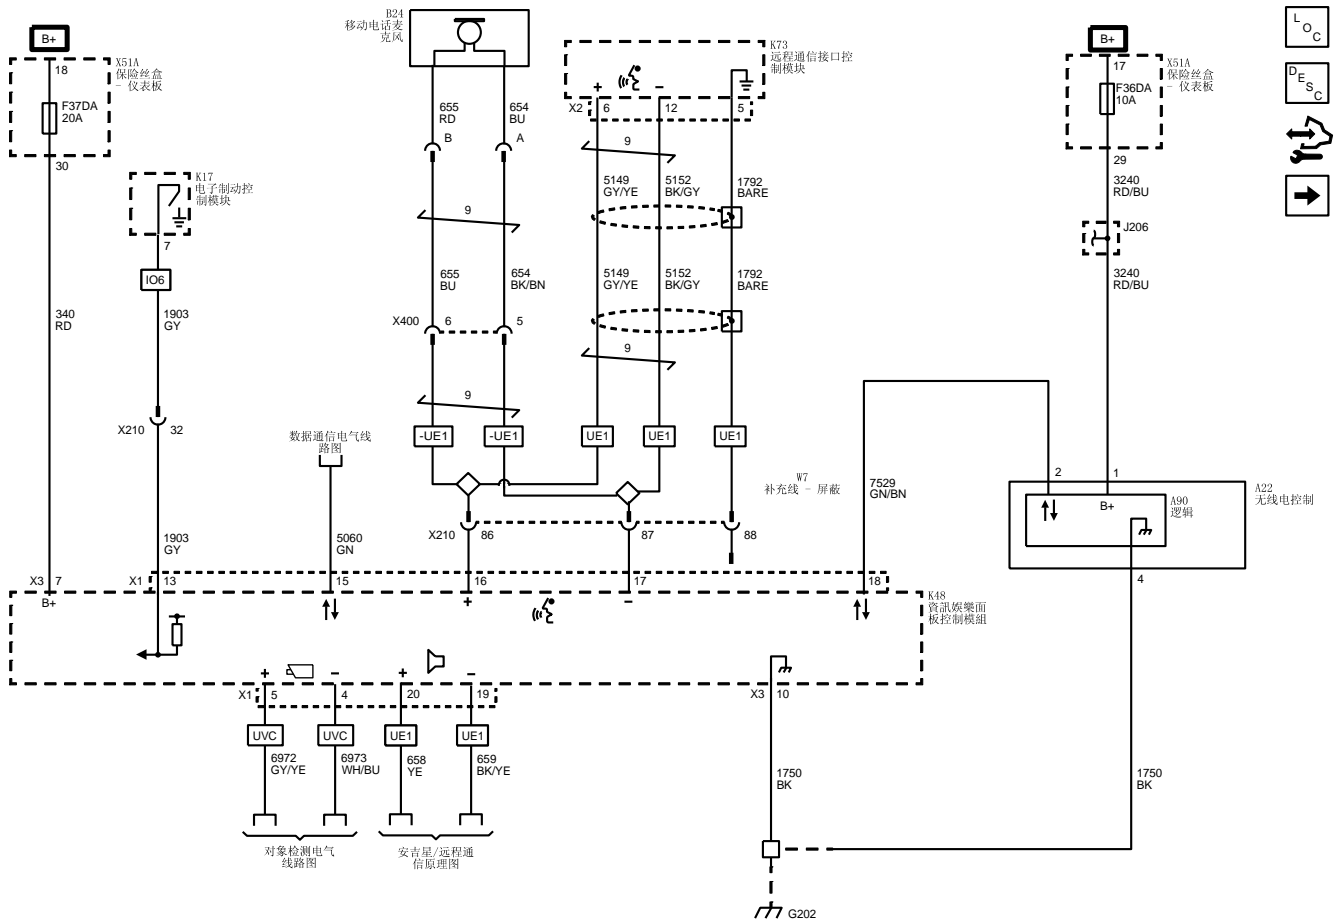 B+
18
X51A
保险丝盒
- 仪表板
F37DA
20A
30
K17
电子制动控
制模块
7
IO6
340
RD
1903
GY
X210
32
1903
GY
B24
移动电话麦
克风
655
RD
654
BU
B
A
9
655
BU
654
BK/BN
X400
6
5
9
-UE1
-UE1
数据通信电气线
路图
5060
GN
K73
远程通信接口控
制模块
+
−
X2
6
12
5
9
5149
GY/YE
5152
BK/GY
1792
BARE
5149
GY/YE
5152
BK/GY
1792
BARE
9
UE1
UE1
UE1
W7
补充线 - 屏蔽
X210
86
87
88
B+
17
X51A
保险丝盒
- 仪表板
F36DA
10A
29
3240
RD/BU
J206
3240
RD/BU
7529
GN/BN
2
1
A22
无线电控制
A90
逻辑
B+
4
LOC
DESC
X3
7
X1
13
15
16
17
18
B+
+
−
K48
資訊娛樂面
板控制模組
+
−
+
−
X1
5
4
20
19
X3
10
UVC
UVC
UE1
UE1
6972
GY/YE
6973
WH/BU
658
YE
659
BK/YE
1750
BK
1750
BK
对象检测电气
线路图
安吉星/远程通
信原理图
G202